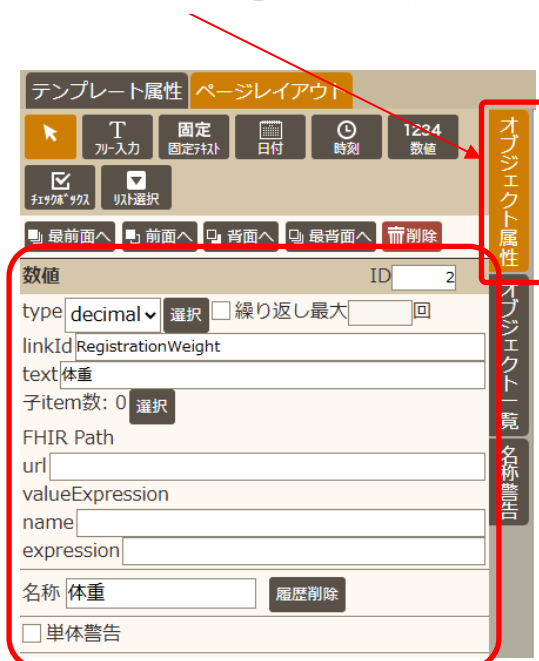 テンプレート属性 ページレイアウト
T 固定 1234
フリー入力 固定テキスト 日付 時刻 数値
チェックボックス リスト選択
最前面へ 前面へ 背面へ 最背面へ 削除
数値 ID 2
type decimal 選択 繰り返し最大 回
linkId RegistrationWeight
text 体重
子item数: 0 選択
FHIR Path
url
valueExpression
name
expression
名称 体重 履歴削除
単体警告
オブジェクト属性
オブジェクト一覧
名称警告